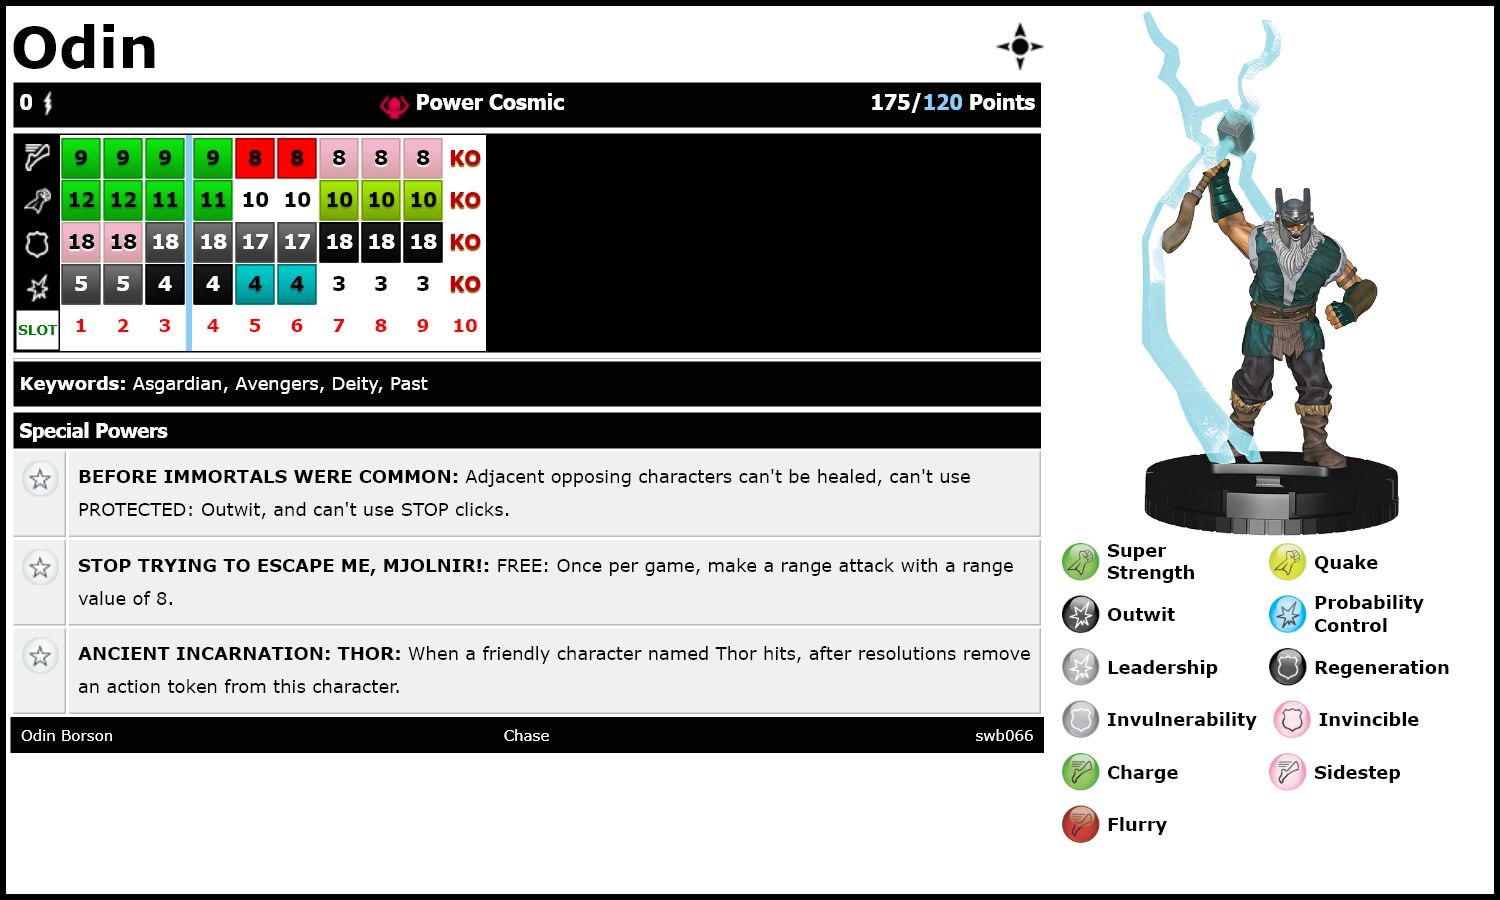 Odin
0 Power Cosmic 175/120 Points
9 9 9 9 8 8 8 8 8 KO
12 12 11 11 10 10 10 10 10 KO
18 18 18 18 17 17 18 18 18 KO
5 5 4 4 4 4 3 3 3 KO
SLOT 1 2 3 4 5 6 7 8 9 10
Keywords: Asgardian, Avengers, Deity, Past
Special Powers
BEFORE IMMORTALS WERE COMMON: Adjacent opposing characters can't be healed, can't use
PROTECTED: Outwit, and can't use STOP clicks.
STOP TRYING TO ESCAPE ME, MJOLNIR!: FREE: Once per game, make a range attack with a range
value of 8.
ANCIENT INCARNATION: THOR: When a friendly character named Thor hits, after resolutions remove
an action token from this character.
Odin Borson Chase swb066
Super
Strength
Quake
Outwit
Probability
Control
Leadership
Regeneration
Invulnerability
Invincible
Charge
Sidestep
Flurry